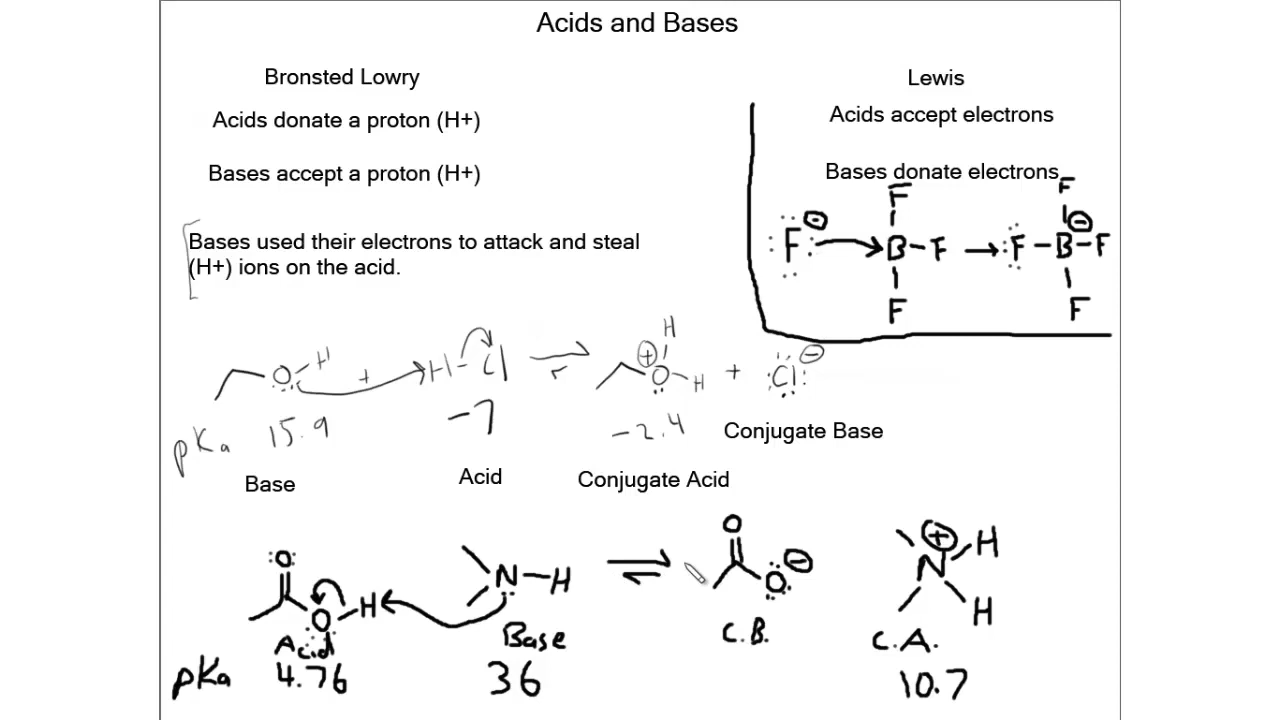 Acids and Bases
Bronsted Lowry
Acids donate a proton (H+)
Bases accept a proton (H+)
Bases used their electrons to attack and steal
(H+) ions on the acid.
Lewis
Acids accept electrons
Bases donate electrons
F
F
F
:F: ⊖ B-F → :F-B-F ⊖
F
F
H
O-H + H-Cl ⇌ ⊕ O-H + :Cl: ⊖
pKa 15.9 -7 -2.4
Conjugate Base
Base Acid Conjugate Acid
:O: O ⊕
N-H ⇌ ⊖ N H
O H O H
Acid Base C.B. C.A.
pKa 4.76 36 10.7